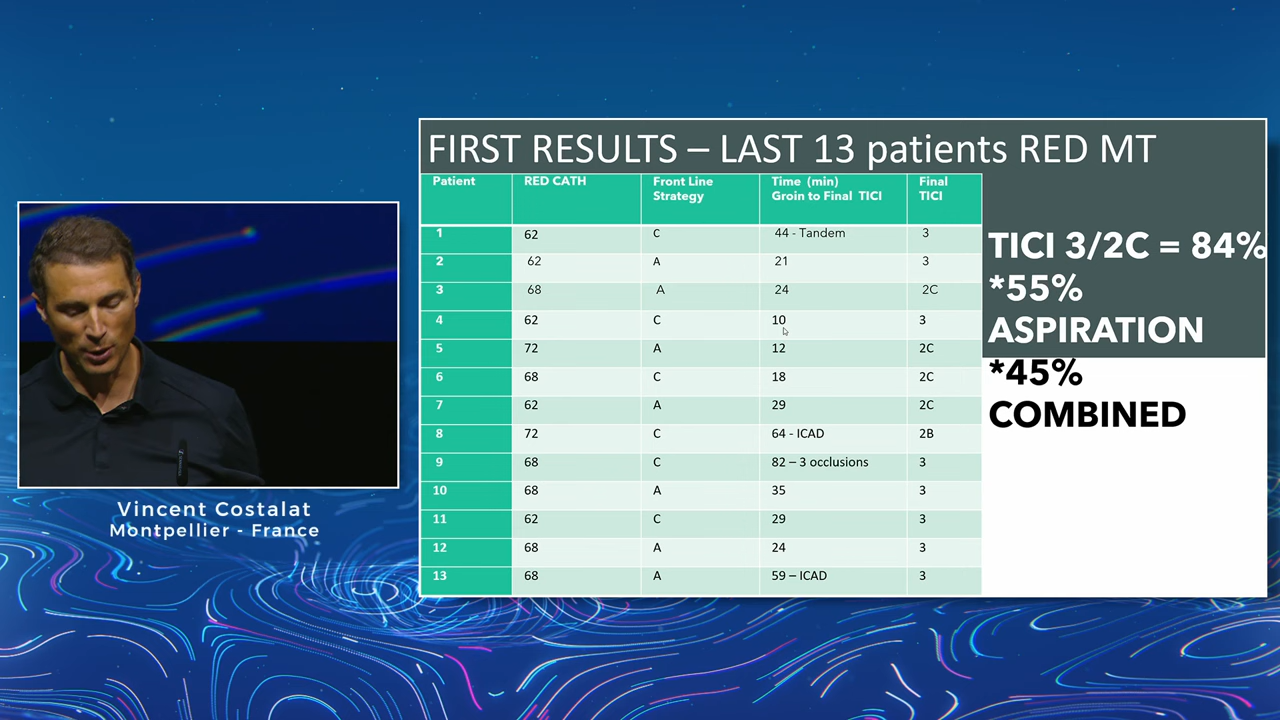 FIRST RESULTS – LAST 13 patients RED MT
Patient RED CATH Front Line Strategy Time (min) Groin to Final TICI Final TICI
1 62 C 44 - Tandem 3
2 62 A 21 3
3 68 A 24 2C
4 62 C 10 3
5 72 A 12 2C
6 68 C 18 2C
7 62 A 29 2C
8 72 C 64 - ICAD 2B
9 68 C 82 – 3 occlusions 3
10 68 A 35 3
11 62 C 29 3
12 68 A 24 3
13 68 A 59 – ICAD 3
TICI 3/2C = 84%
*55%
ASPIRATION
*45%
COMBINED
Vincent Costalat
Montpellier - France